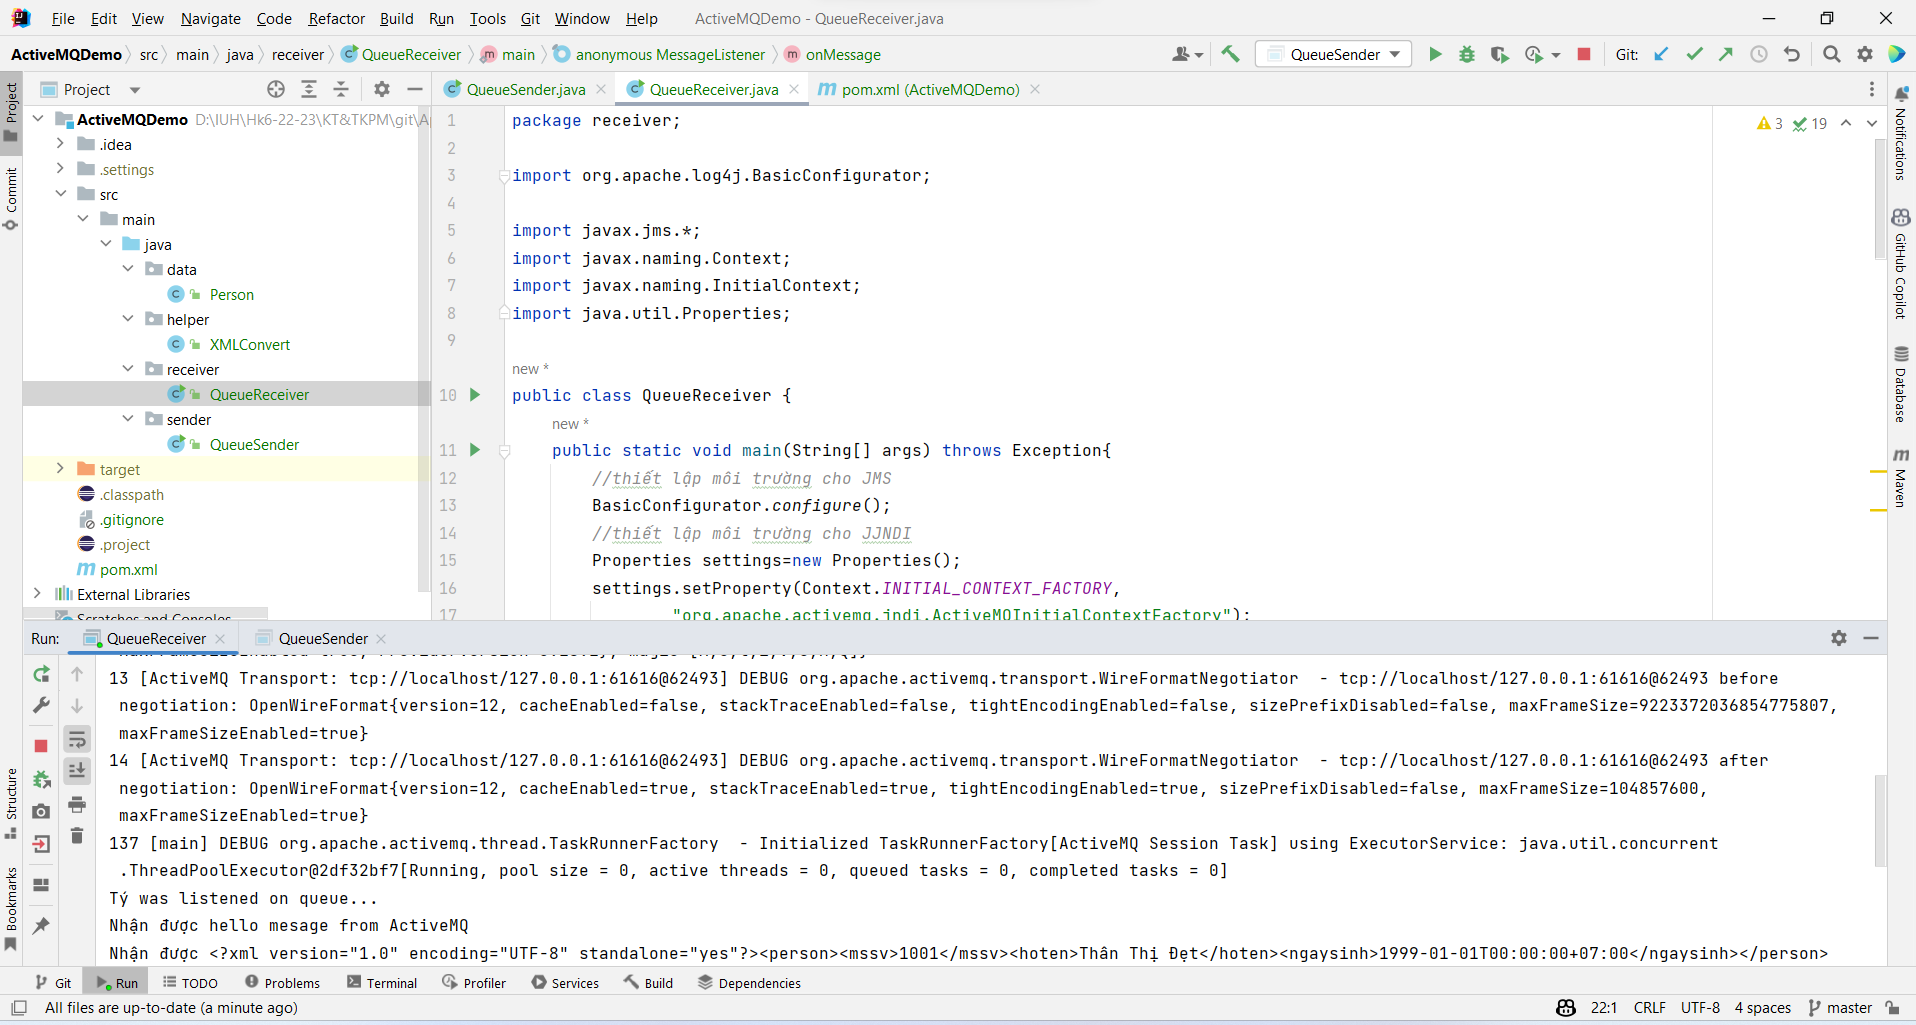 File Edit View Navigate Code Refactor Build Run Tools Git Window Help ActiveMQDemo - QueueReceiver.java
ActiveMQDemo src main java receiver QueueReceiver main anonymous MessageListener onMessage QueueSender Git:
Project
QueueSender.java QueueReceiver.java pom.xml (ActiveMQDemo)
ActiveMQDemo D:\IUH\Hk6-22-23\KT&TKPM\git\A
.idea
.settings
src
main
java
data
Person
helper
XMLConvert
receiver
QueueReceiver
sender
QueueSender
target
.classpath
.gitignore
.project
pom.xml
External Libraries
Scratches and Consoles
Project
Commit
Structure
Bookmarks
3 19
1 package receiver;
2
3 import org.apache.log4j.BasicConfigurator;
4
5 import javax.jms.*;
6 import javax.naming.Context;
7 import javax.naming.InitialContext;
8 import java.util.Properties;
9
new *
10 public class QueueReceiver {
new *
11 public static void main(String[] args) throws Exception{
12 //thiết lập môi trường cho JMS
13 BasicConfigurator.configure();
14 //thiết lập môi trường cho JJNDI
15 Properties settings=new Properties();
16 settings.setProperty(Context.INITIAL_CONTEXT_FACTORY,
17 "org.apache.activemq.jndi.ActiveMQInitialContextFactory");
Notifications
GitHub Copilot
Database
Maven
Run: QueueReceiver QueueSender
13 [ActiveMQ Transport: tcp://localhost/127.0.0.1:61616@62493] DEBUG org.apache.activemq.transport.WireFormatNegotiator - tcp://localhost/127.0.0.1:61616@62493 before
negotiation: OpenWireFormat{version=12, cacheEnabled=false, stackTraceEnabled=false, tightEncodingEnabled=false, sizePrefixDisabled=false, maxFrameSize=9223372036854775807,
maxFrameSizeEnabled=true}
14 [ActiveMQ Transport: tcp://localhost/127.0.0.1:61616@62493] DEBUG org.apache.activemq.transport.WireFormatNegotiator - tcp://localhost/127.0.0.1:61616@62493 after
negotiation: OpenWireFormat{version=12, cacheEnabled=true, stackTraceEnabled=true, tightEncodingEnabled=true, sizePrefixDisabled=false, maxFrameSize=104857600,
maxFrameSizeEnabled=true}
137 [main] DEBUG org.apache.activemq.thread.TaskRunnerFactory - Initialized TaskRunnerFactory[ActiveMQ Session Task] using ExecutorService: java.util.concurrent
.ThreadPoolExecutor@2df32bf7[Running, pool size = 0, active threads = 0, queued tasks = 0, completed tasks = 0]
Tý was listened on queue...
Nhận được hello mesage from ActiveMQ
Nhận được <?xml version="1.0" encoding="UTF-8" standalone="yes"?><person><mssv>1001</mssv><hoten>Thân Thị Đẹt</hoten><ngaysinh>1999-01-01T00:00:00+07:00</ngaysinh></person>
Git Run TODO Problems Terminal Profiler Services Build Dependencies
All files are up-to-date (a minute ago) 22:1 CRLF UTF-8 4 spaces master